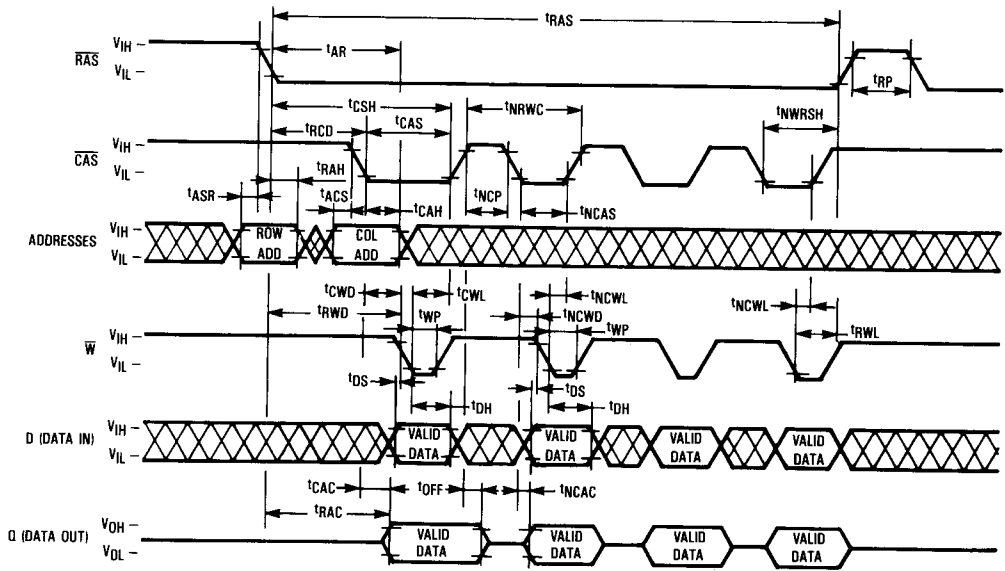 tRAS
RAS VIH
VIL
tAR
tRP
tCSH
tNRWC
tNWRSH
tRCD tCAS
CAS VIH
VIL
tRAH
tASR tACS tCAH tNCP tNCAS
ADDRESSES VIH
VIL
ROW ADD
COL ADD
tCWD tCWL tNCWL tNCWL
tRWD tWP tNCWD tWP tRWL
W VIH
VIL
tDS tDS
tDH tDH
D (DATA IN) VIH
VIL
VALID DATA VALID DATA VALID DATA VALID DATA
tCAC tOFF tNCAC
tRAC
Q (DATA OUT) VOH
VOL
VALID DATA VALID DATA VALID DATA VALID DATA